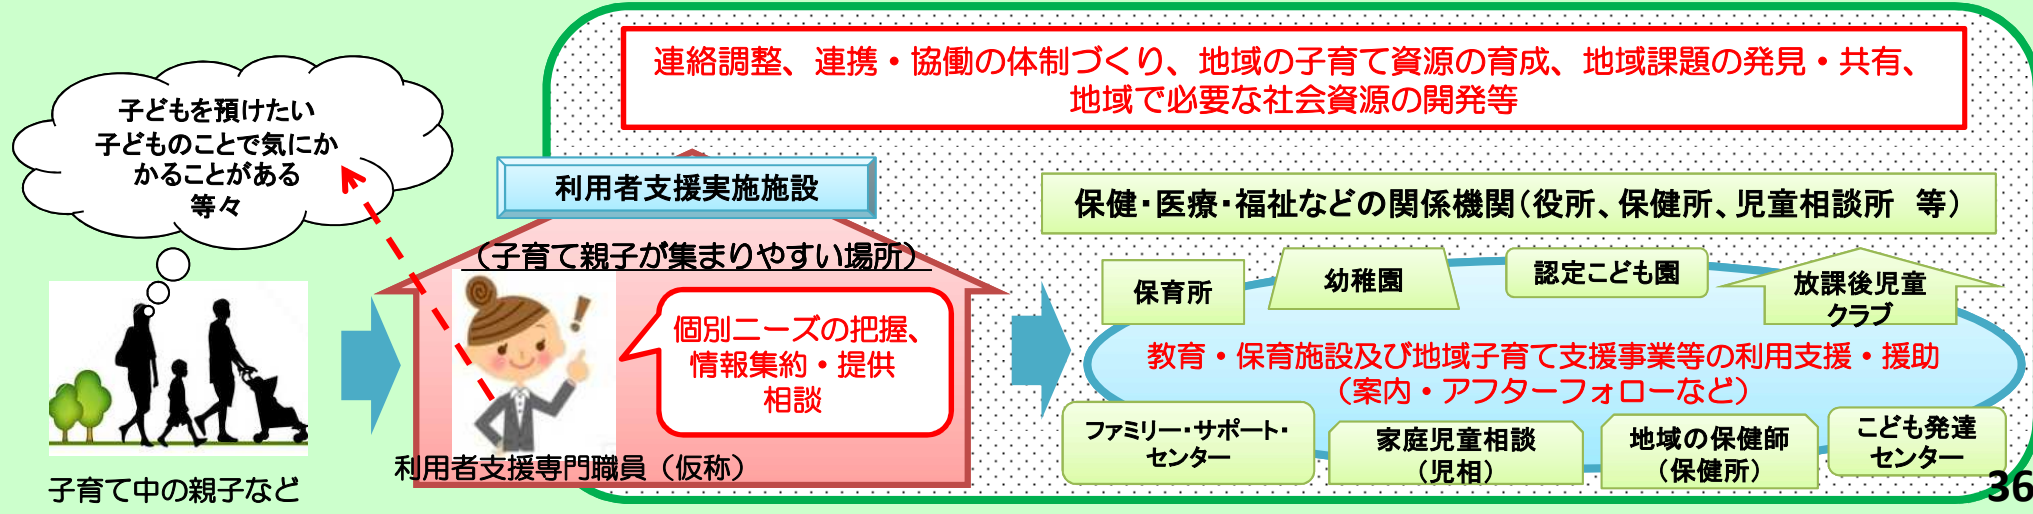 連絡調整、連携・協働の体制づくり、地域の子育て資源の育成、地域課題の発見・共有、
地域で必要な社会資源の開発等
子どもを預けたい
子どものことで気にか
かることがある
等々
子育て中の親子など
利用者支援実施施設
（子育て親子が集まりやすい場所）
個別ニーズの把握、
情報集約・提供
相談
利用者支援専門職員（仮称）
保健・医療・福祉などの関係機関（役所、保健所、児童相談所　等）
保育所
幼稚園
認定こども園
放課後児童
クラブ
教育・保育施設及び地域子育て支援事業等の利用支援・援助
（案内・アフターフォローなど）
ファミリー・サポート・
センター
家庭児童相談
（児相）
地域の保健師
（保健所）
こども発達
センター
36